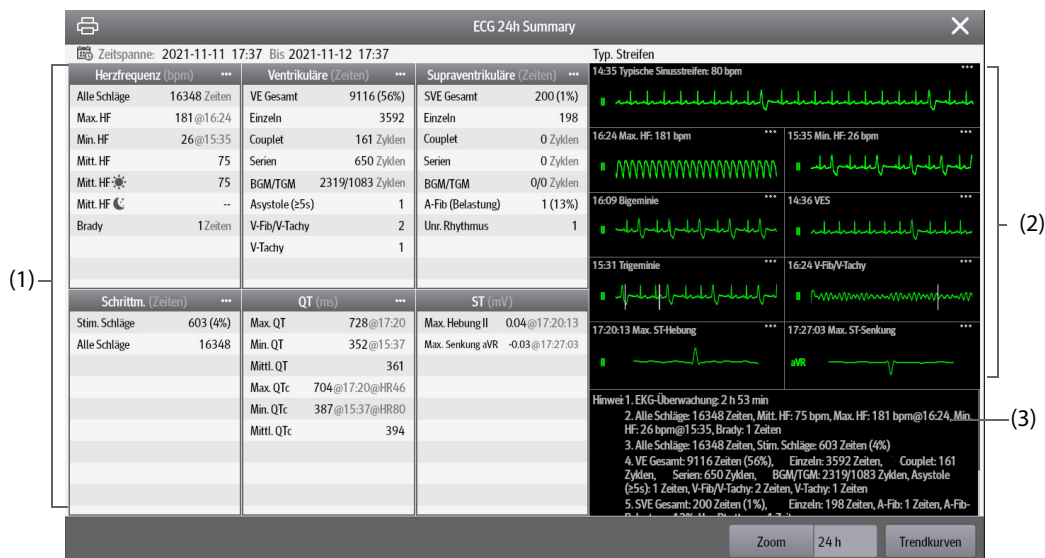 ECG 24h Summary
Zeitspanne: 2021-11-11 17:37 Bis 2021-11-12 17:37
Typ. Streifen
Herzfrequenz (bpm) •••
Alle Schläge 16348 Zeiten
Max. HF 181@16:24
Min. HF 26@15:35
Mitt. HF 75
Mitt. HF 75
Mitt. HF --
Brady 1 Zeiten
Ventrikuläre (Zeiten) •••
VE Gesamt 9116 (56%)
Einzeln 3592
Couplet 161 Zyklen
Serien 650 Zyklen
BGM/TGM 2319/1083 Zyklen
Asystole (≥5s) 1
V-Fib/V-Tachy 2
V-Tachy 1
Supraventrikuläre (Zeiten) •••
SVE Gesamt 200 (1%)
Einzeln 198
Couplet 0 Zyklen
Serien 0 Zyklen
BGM/TGM 0/0 Zyklen
A-Fib (Belastung) 1 (13%)
Unr. Rhythmus 1
Schrittm. (Zeiten) •••
Stim. Schläge 603 (4%)
Alle Schläge 16348
QT (ms) •••
Max. QT 728@17:20
Min. QT 352@15:37
Mittl. QT 361
Max. QTc 704@17:20@HR46
Min. QTc 387@15:37@HR80
Mittl. QTc 394
ST (mV)
Max. Hebung II 0.04@17:20:13
Max. Senkung aVR -0.03@17:27:03
14:35 Typische Sinusstreifen: 80 bpm •••
II
16:24 Max. HF: 181 bpm •••
II
15:35 Min. HF: 26 bpm •••
II
16:09 Bigeminie •••
II
14:36 VES •••
II
15:31 Trigeminie •••
II
16:24 V-Fib/V-Tachy •••
II
17:20:13 Max. ST-Hebung •••
II
17:27:03 Max. ST-Senkung •••
aVR
Hinwei: 1. EKG-Überwachung: 2 h 53 min
2. Alle Schläge: 16348 Zeiten, Mitt. HF: 75 bpm, Max. HF: 181 bpm@16:24, Min.
HF: 26 bpm@15:35, Brady: 1 Zeiten
3. Alle Schläge: 16348 Zeiten, Stim. Schläge: 603 Zeiten (4%)
4. VE Gesamt: 9116 Zeiten (56%), Einzeln: 3592 Zeiten, Couplet: 161
Zyklen, Serien: 650 Zyklen, BGM/TGM: 2319/1083 Zyklen, Asystole
(≥5s): 1 Zeiten, V-Fib/V-Tachy: 2 Zeiten, V-Tachy: 1 Zeiten
5. SVE Gesamt: 200 Zeiten (1%), Einzeln: 198 Zeiten, A-Fib: 1 Zeiten, A-Fib-
Zoom
24 h
Trendkurven
(1)
(2)
(3)